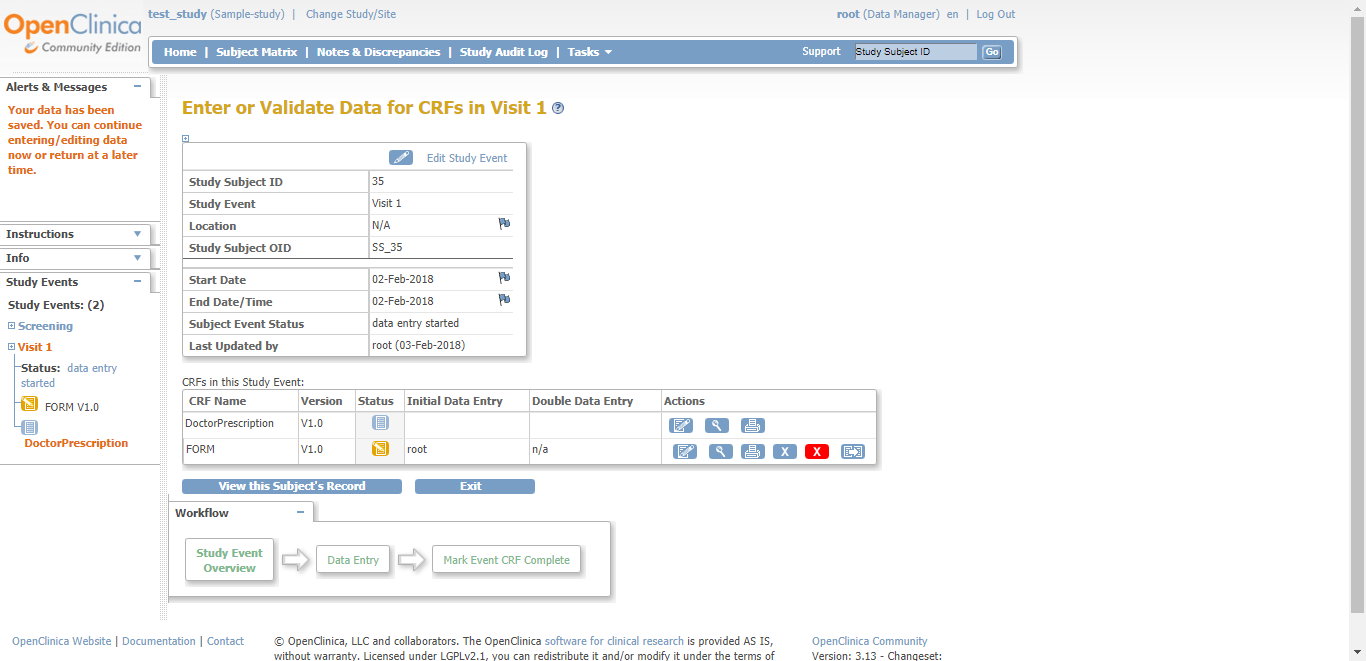 OpenClinica
Community Edition
test_study (Sample-study) | Change Study/Site
root (Data Manager) en | Log Out
Home | Subject Matrix | Notes & Discrepancies | Study Audit Log | Tasks
Support Study Subject ID Go
Alerts & Messages
Your data has been
saved. You can continue
entering/editing data
now or return at a later
time.
Instructions
Info
Study Events
Study Events: (2)
Screening
Visit 1
Status: data entry
started
FORM V1.0
DoctorPrescription
Enter or Validate Data for CRFs in Visit 1 ?
Edit Study Event
Study Subject ID 35
Study Event Visit 1
Location N/A
Study Subject OID SS_35
Start Date 02-Feb-2018
End Date/Time 02-Feb-2018
Subject Event Status data entry started
Last Updated by root (03-Feb-2018)
CRFs in this Study Event:
CRF Name Version Status Initial Data Entry Double Data Entry Actions
DoctorPrescription V1.0
FORM V1.0 root n/a X X
View this Subject's Record Exit
Workflow
Study Event
Overview
Data Entry
Mark Event CRF Complete
OpenClinica Website | Documentation | Contact
© OpenClinica, LLC and collaborators. The OpenClinica software for clinical research is provided AS IS,
without warranty. Licensed under LGPLv2.1, you can redistribute it and/or modify it under the terms of
OpenClinica Community
Version: 3.13 - Changeset: